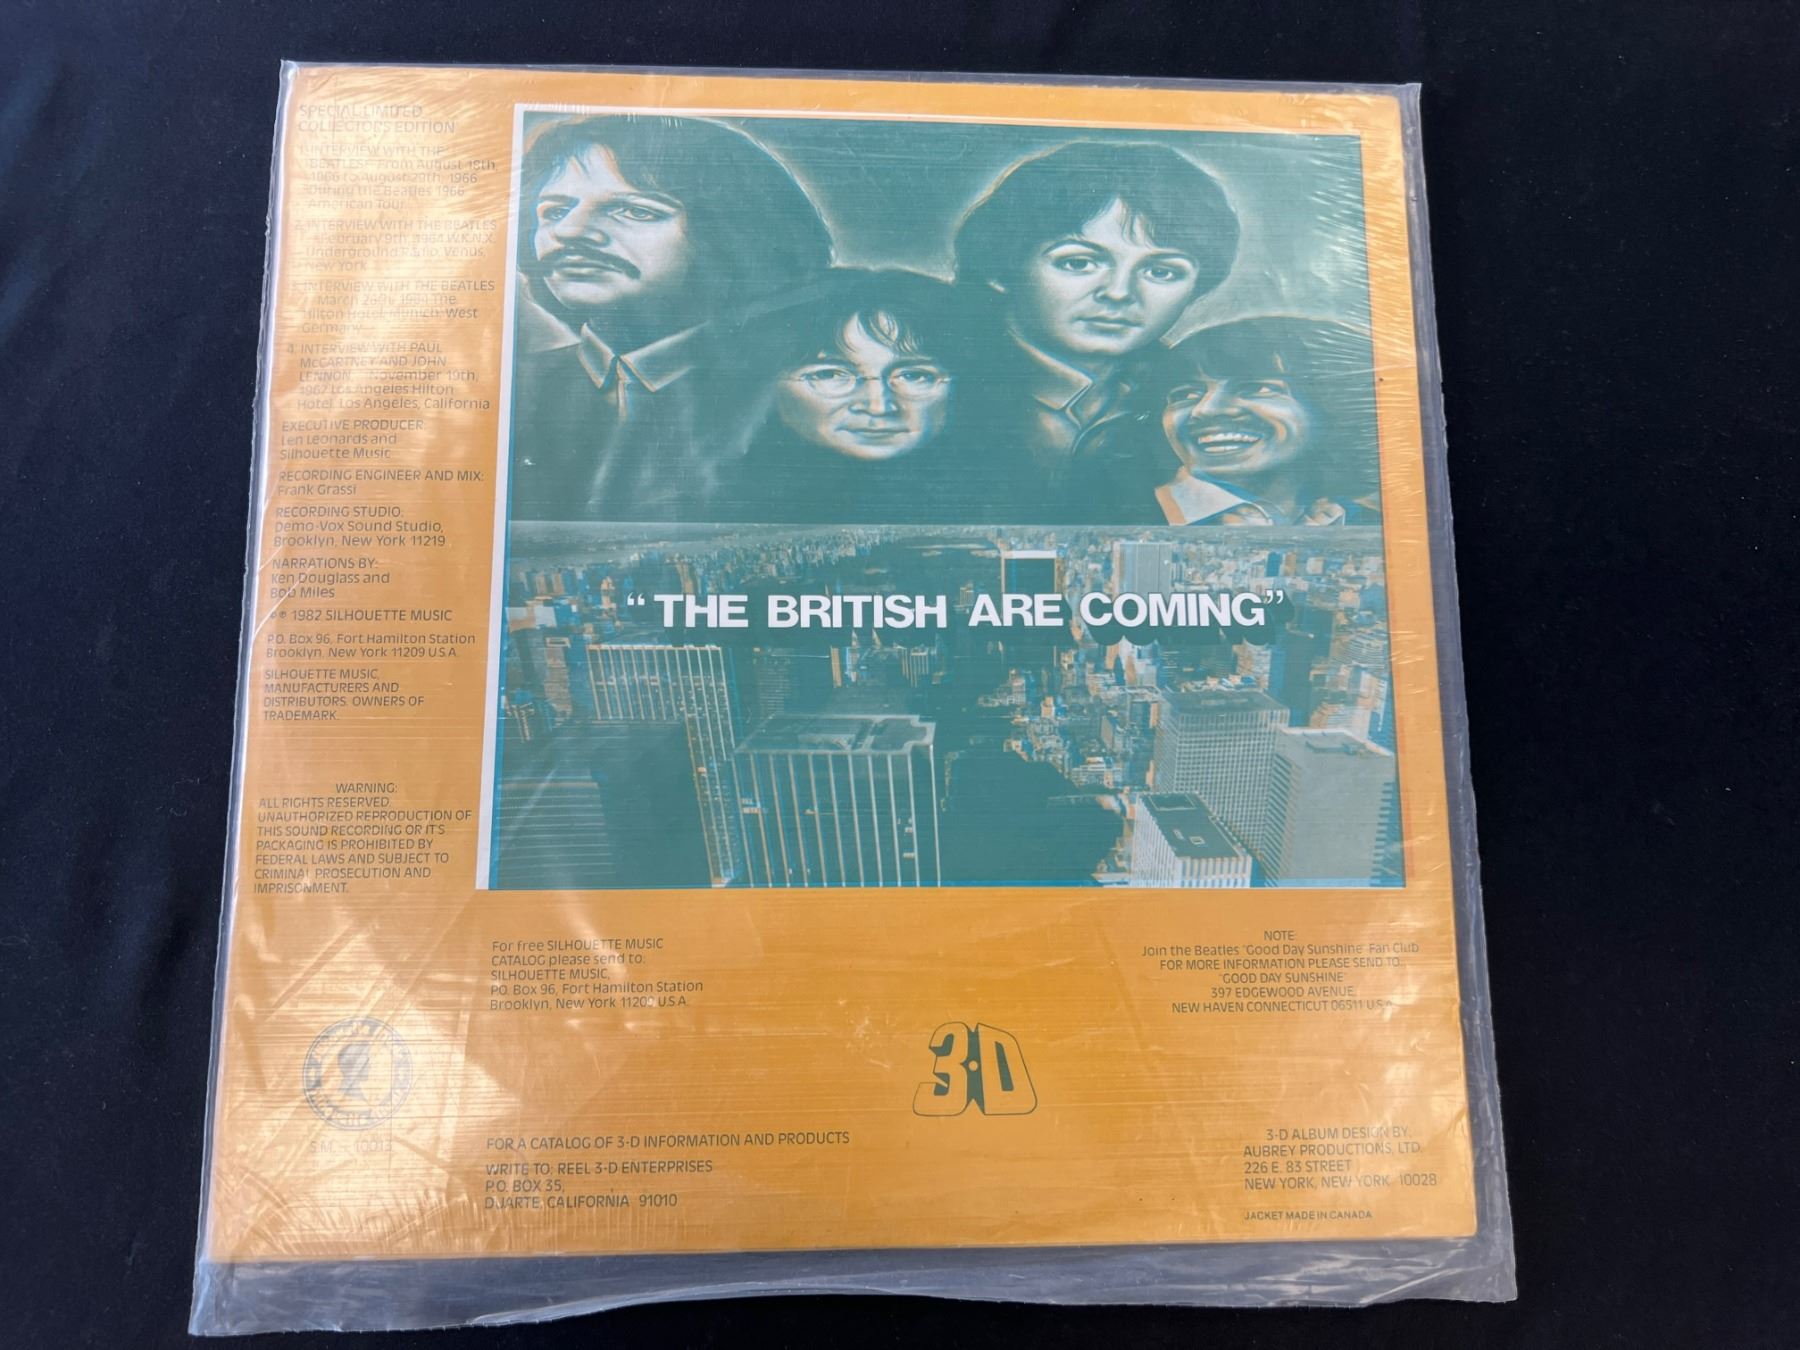 SPECIAL LIMITED
COLLECTOR'S EDITION
1. INTERVIEW WITH THE
BEATLES From August 18th,
1966 to August 29th, 1966
During the Beatles 1966
American Tour
2. INTERVIEW WITH THE BEATLES
9th, 1964 W.K.N.X.
Underground Radio, Venus,
New York
3. INTERVIEW WITH THE BEATLES
March 26th, The
Hilton Hotel, Munich, West
Germany
4. INTERVIEW WITH PAUL
McCARTNEY AND JOHN
LENNON, November 19th,
1967 Los Angeles Hilton
Hotel, Los Angeles, California
EXECUTIVE PRODUCER:
Len Leonards and
Silhouette Music
RECORDING ENGINEER AND MIX:
Frank Grassi
RECORDING STUDIO:
Demo-Vox Sound Studio,
Brooklyn, New York 11219
NARRATIONS BY:
Ken Douglass and
Bob Miles
©℗ 1982 SILHOUETTE MUSIC
P.O. Box 96, Fort Hamilton Station
Brooklyn, New York 11209 U.S.A.
SILHOUETTE MUSIC,
MANUFACTURERS AND
DISTRIBUTORS. OWNERS OF
TRADEMARK.
WARNING:
ALL RIGHTS RESERVED.
UNAUTHORIZED REPRODUCTION OF
THIS SOUND RECORDING OR IT'S
PACKAGING IS PROHIBITED BY
FEDERAL LAWS AND SUBJECT TO
CRIMINAL PROSECUTION AND
IMPRISONMENT.
"THE BRITISH ARE COMING"
For free SILHOUETTE MUSIC
CATALOG please send to:
SILHOUETTE MUSIC,
P.O. Box 96, Fort Hamilton Station
Brooklyn, New York 11209 U.S.A.
NOTE:
Join the Beatles "Good Day Sunshine" Fan Club
FOR MORE INFORMATION PLEASE SEND TO...
"GOOD DAY SUNSHINE"
397 EDGEWOOD AVENUE,
NEW HAVEN CONNECTICUT 06511 U.S.A.
3-D
S.M. - 10013
FOR A CATALOG OF 3-D INFORMATION AND PRODUCTS
WRITE TO: REEL 3-D ENTERPRISES
P.O. BOX 35,
DUARTE, CALIFORNIA 91010
3-D ALBUM DESIGN BY:
AUBREY PRODUCTIONS, LTD.
226 E. 83 STREET
NEW YORK, NEW YORK 10028
JACKET MADE IN CANADA